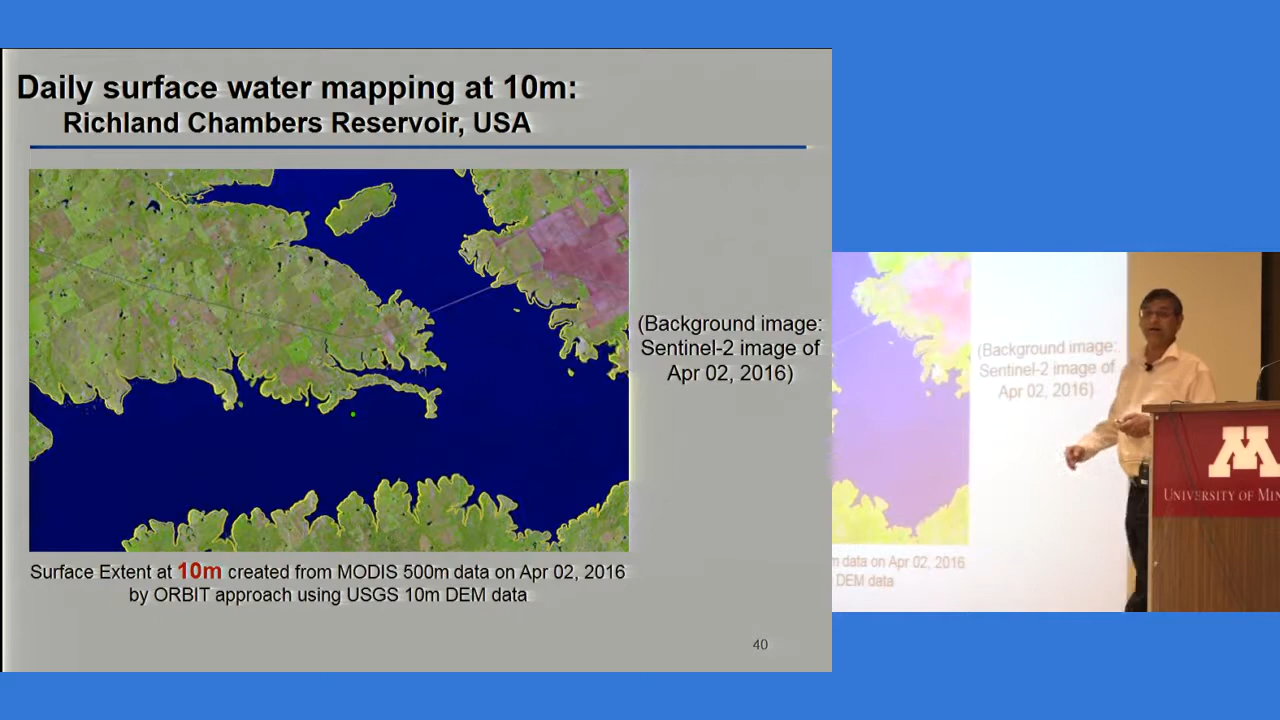 Daily surface water mapping at 10m:
Richland Chambers Reservoir, USA
(Background image:
Sentinel-2 image of
Apr 02, 2016)
Surface Extent at 10m created from MODIS 500m data on Apr 02, 2016
by ORBIT approach using USGS 10m DEM data
40
(Background image:
Sentinel-2 image of
Apr 02, 2016)
m data on Apr 02, 2016
DEM data
M
UNIVERSITY OF MIN